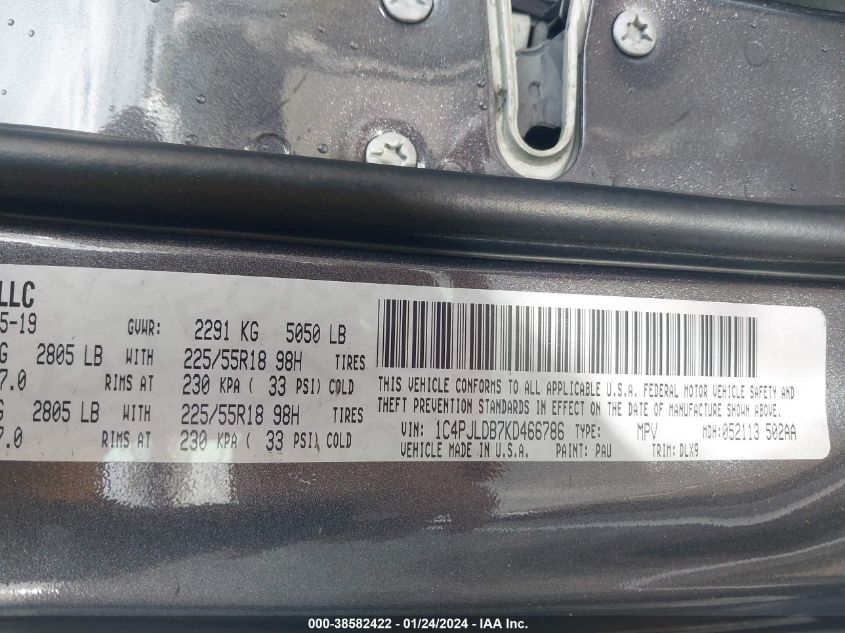 LLC
5-19 GVWR: 2291 KG 5050 LB
G 2805 LB WITH 225/55R18 98H TIRES
7.0 RIMS AT 230 KPA ( 33 PSI) COLD
G 2805 LB WITH 225/55R18 98H TIRES
7.0 RIMS AT 230 KPA ( 33 PSI) COLD
THIS VEHICLE CONFORMS TO ALL APPLICABLE U.S.A. FEDERAL MOTOR VEHICLE SAFETY AND
THEFT PREVENTION STANDARDS IN EFFECT ON THE DATE OF MANUFACTURE SHOWN ABOVE.
VIN: 1C4PJLDB7KD466786 TYPE: MPV MDH: 052113 502AA
VEHICLE MADE IN U.S.A. PAINT: PAU TRIM: DLX9
000-38582422 - 01/24/2024 - IAAI Inc.